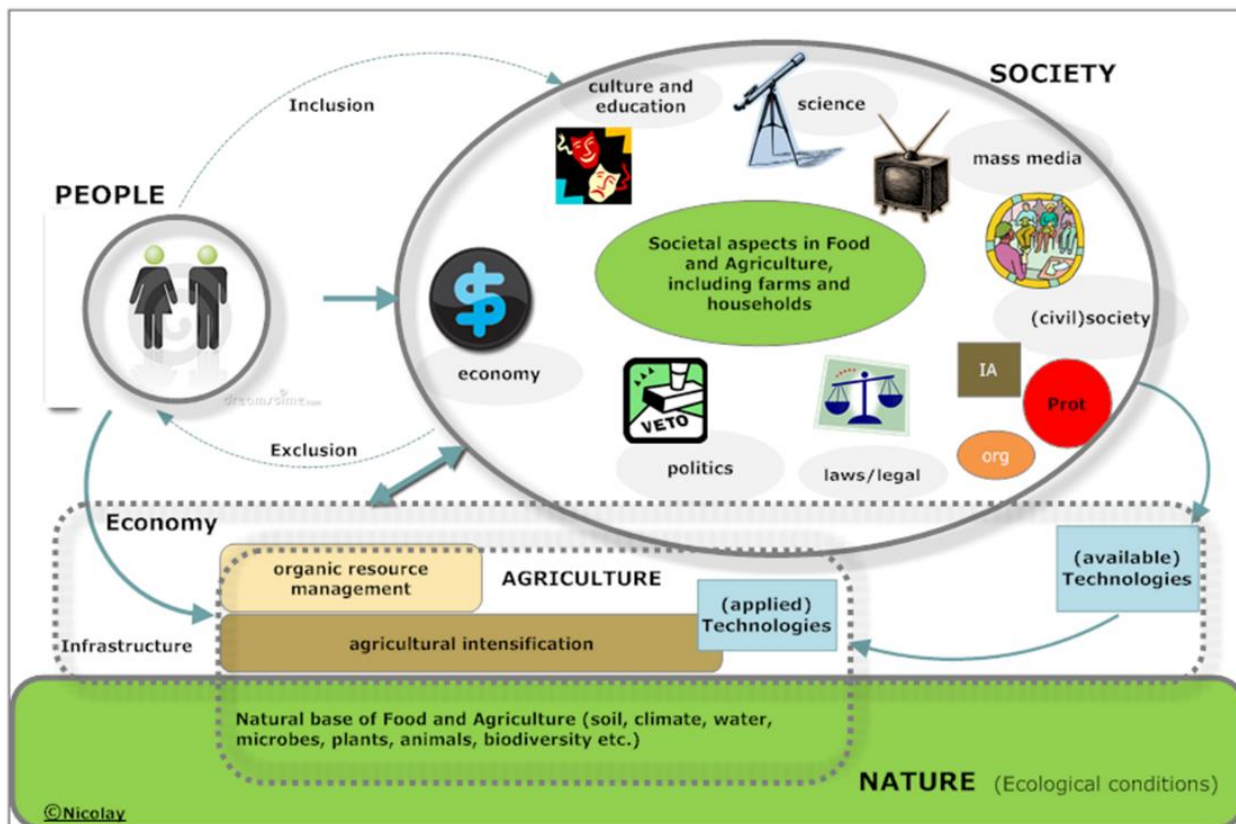 SOCIETY
culture and
education
science
mass media
Inclusion
PEOPLE
Societal aspects in Food
and Agriculture,
including farms and
households
(civil)society
economy
IA
Prot
org
VETO
politics
laws/legal
dreamstime.com
Exclusion
Economy
(available)
Technologies
organic resource
management
AGRICULTURE
(applied)
Technologies
Infrastructure
agricultural intensification
Natural base of Food and Agriculture (soil, climate, water,
microbes, plants, animals, biodiversity etc.)
NATURE (Ecological conditions)
©Nicolay